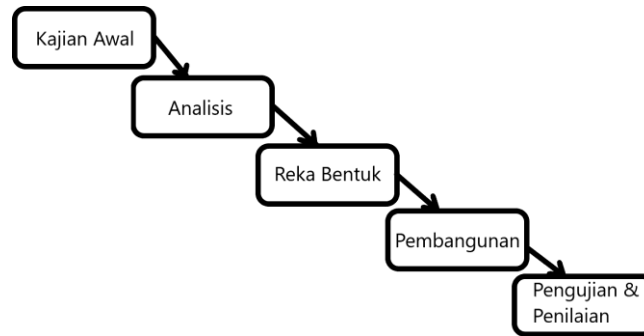 Kajian Awal
Analisis
Reka Bentuk
Pembangunan
Pengujian &
Penilaian